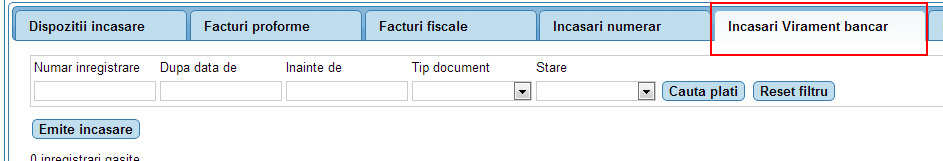 Dispozitii incasare Facturi proforme Facturi fiscale Incasari numerar Incasari Virament bancar
Numar inregistrare Dupa data de Inainte de Tip document Stare
Cauta plati Reset filtru
Emite incasare
0 inregistrari gasite